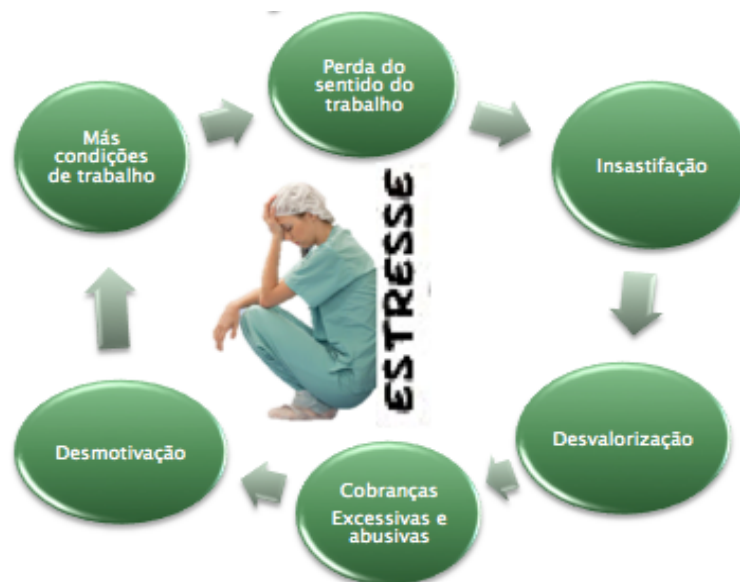 Perda do
sentido do
trabalho
Insastifação
Desvalorização
Cobranças
Excessivas e
abusivas
Desmotivação
Más
condições
de trabalho
ESTRESSE